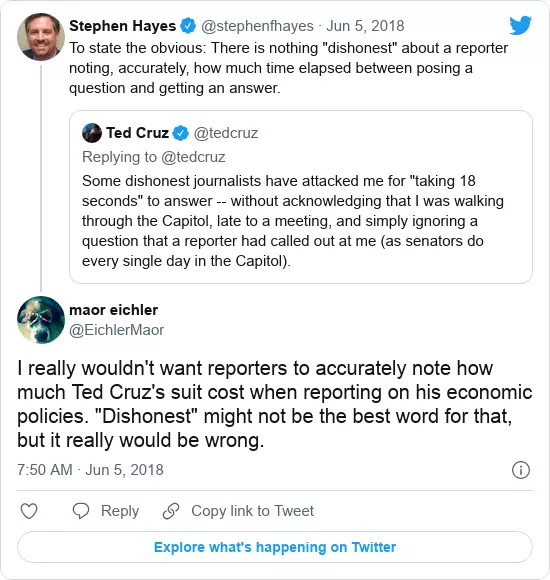 Stephen Hayes @stephenfhayes · Jun 5, 2018
To state the obvious: There is nothing "dishonest" about a reporter
noting, accurately, how much time elapsed between posing a
question and getting an answer.
Ted Cruz @tedcruz
Replying to @tedcruz
Some dishonest journalists have attacked me for "taking 18
seconds" to answer -- without acknowledging that I was walking
through the Capitol, late to a meeting, and simply ignoring a
question that a reporter had called out at me (as senators do
every single day in the Capitol).
maor eichler
@EichlerMaor
I really wouldn't want reporters to accurately note how
much Ted Cruz's suit cost when reporting on his economic
policies. "Dishonest" might not be the best word for that,
but it really would be wrong.
7:50 AM · Jun 5, 2018
Reply Copy link to Tweet
Explore what's happening on Twitter